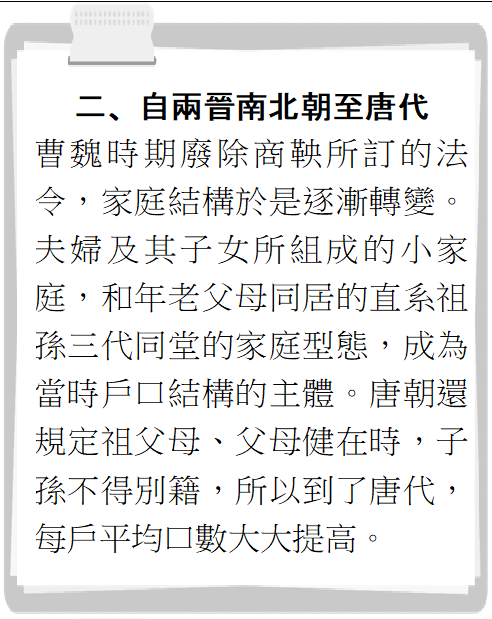 二、自兩晉南北朝至唐代
曹魏時期廢除商鞅所訂的法
令，家庭結構於是逐漸轉變。
夫婦及其子女所組成的小家
庭，和年老父母同居的直系祖
孫三代同堂的家庭型態，成為
當時戶口結構的主體。唐朝還
規定祖父母、父母健在時，子
孫不得別籍，所以到了唐代，
每戶平均口數大大提高。